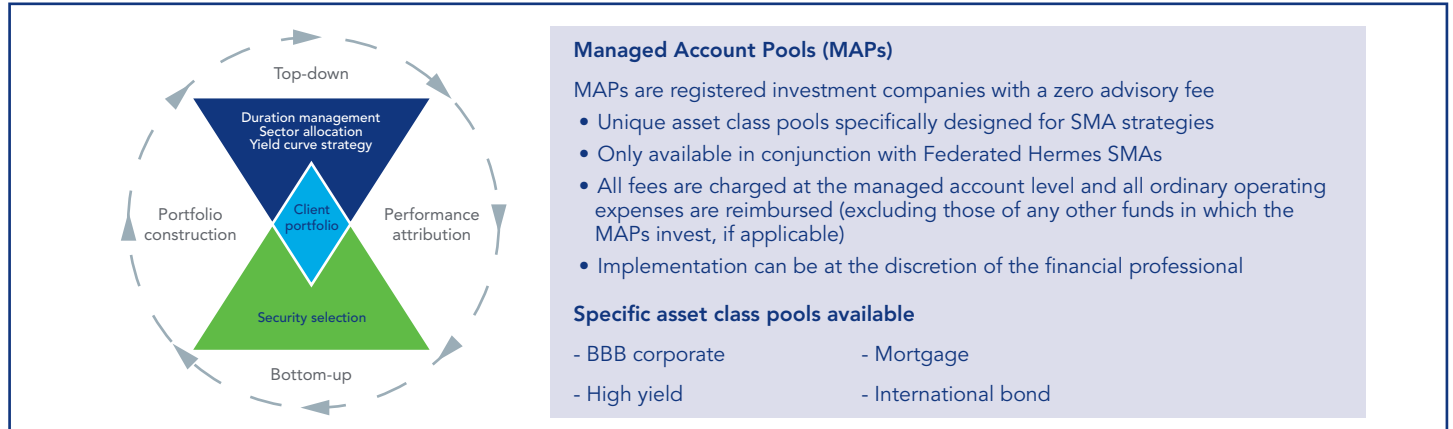 Top-down
Duration management
Sector allocation
Yield curve strategy
Portfolio
construction
Client
portfolio
Performance
attribution
Security selection
Bottom-up
Managed Account Pools (MAPs)
MAPs are registered investment companies with a zero advisory fee
• Unique asset class pools specifically designed for SMA strategies
• Only available in conjunction with Federated Hermes SMAs
• All fees are charged at the managed account level and all ordinary operating
expenses are reimbursed (excluding those of any other funds in which the
MAPs invest, if applicable)
• Implementation can be at the discretion of the financial professional
Specific asset class pools available
- BBB corporate - Mortgage
- High yield - International bond